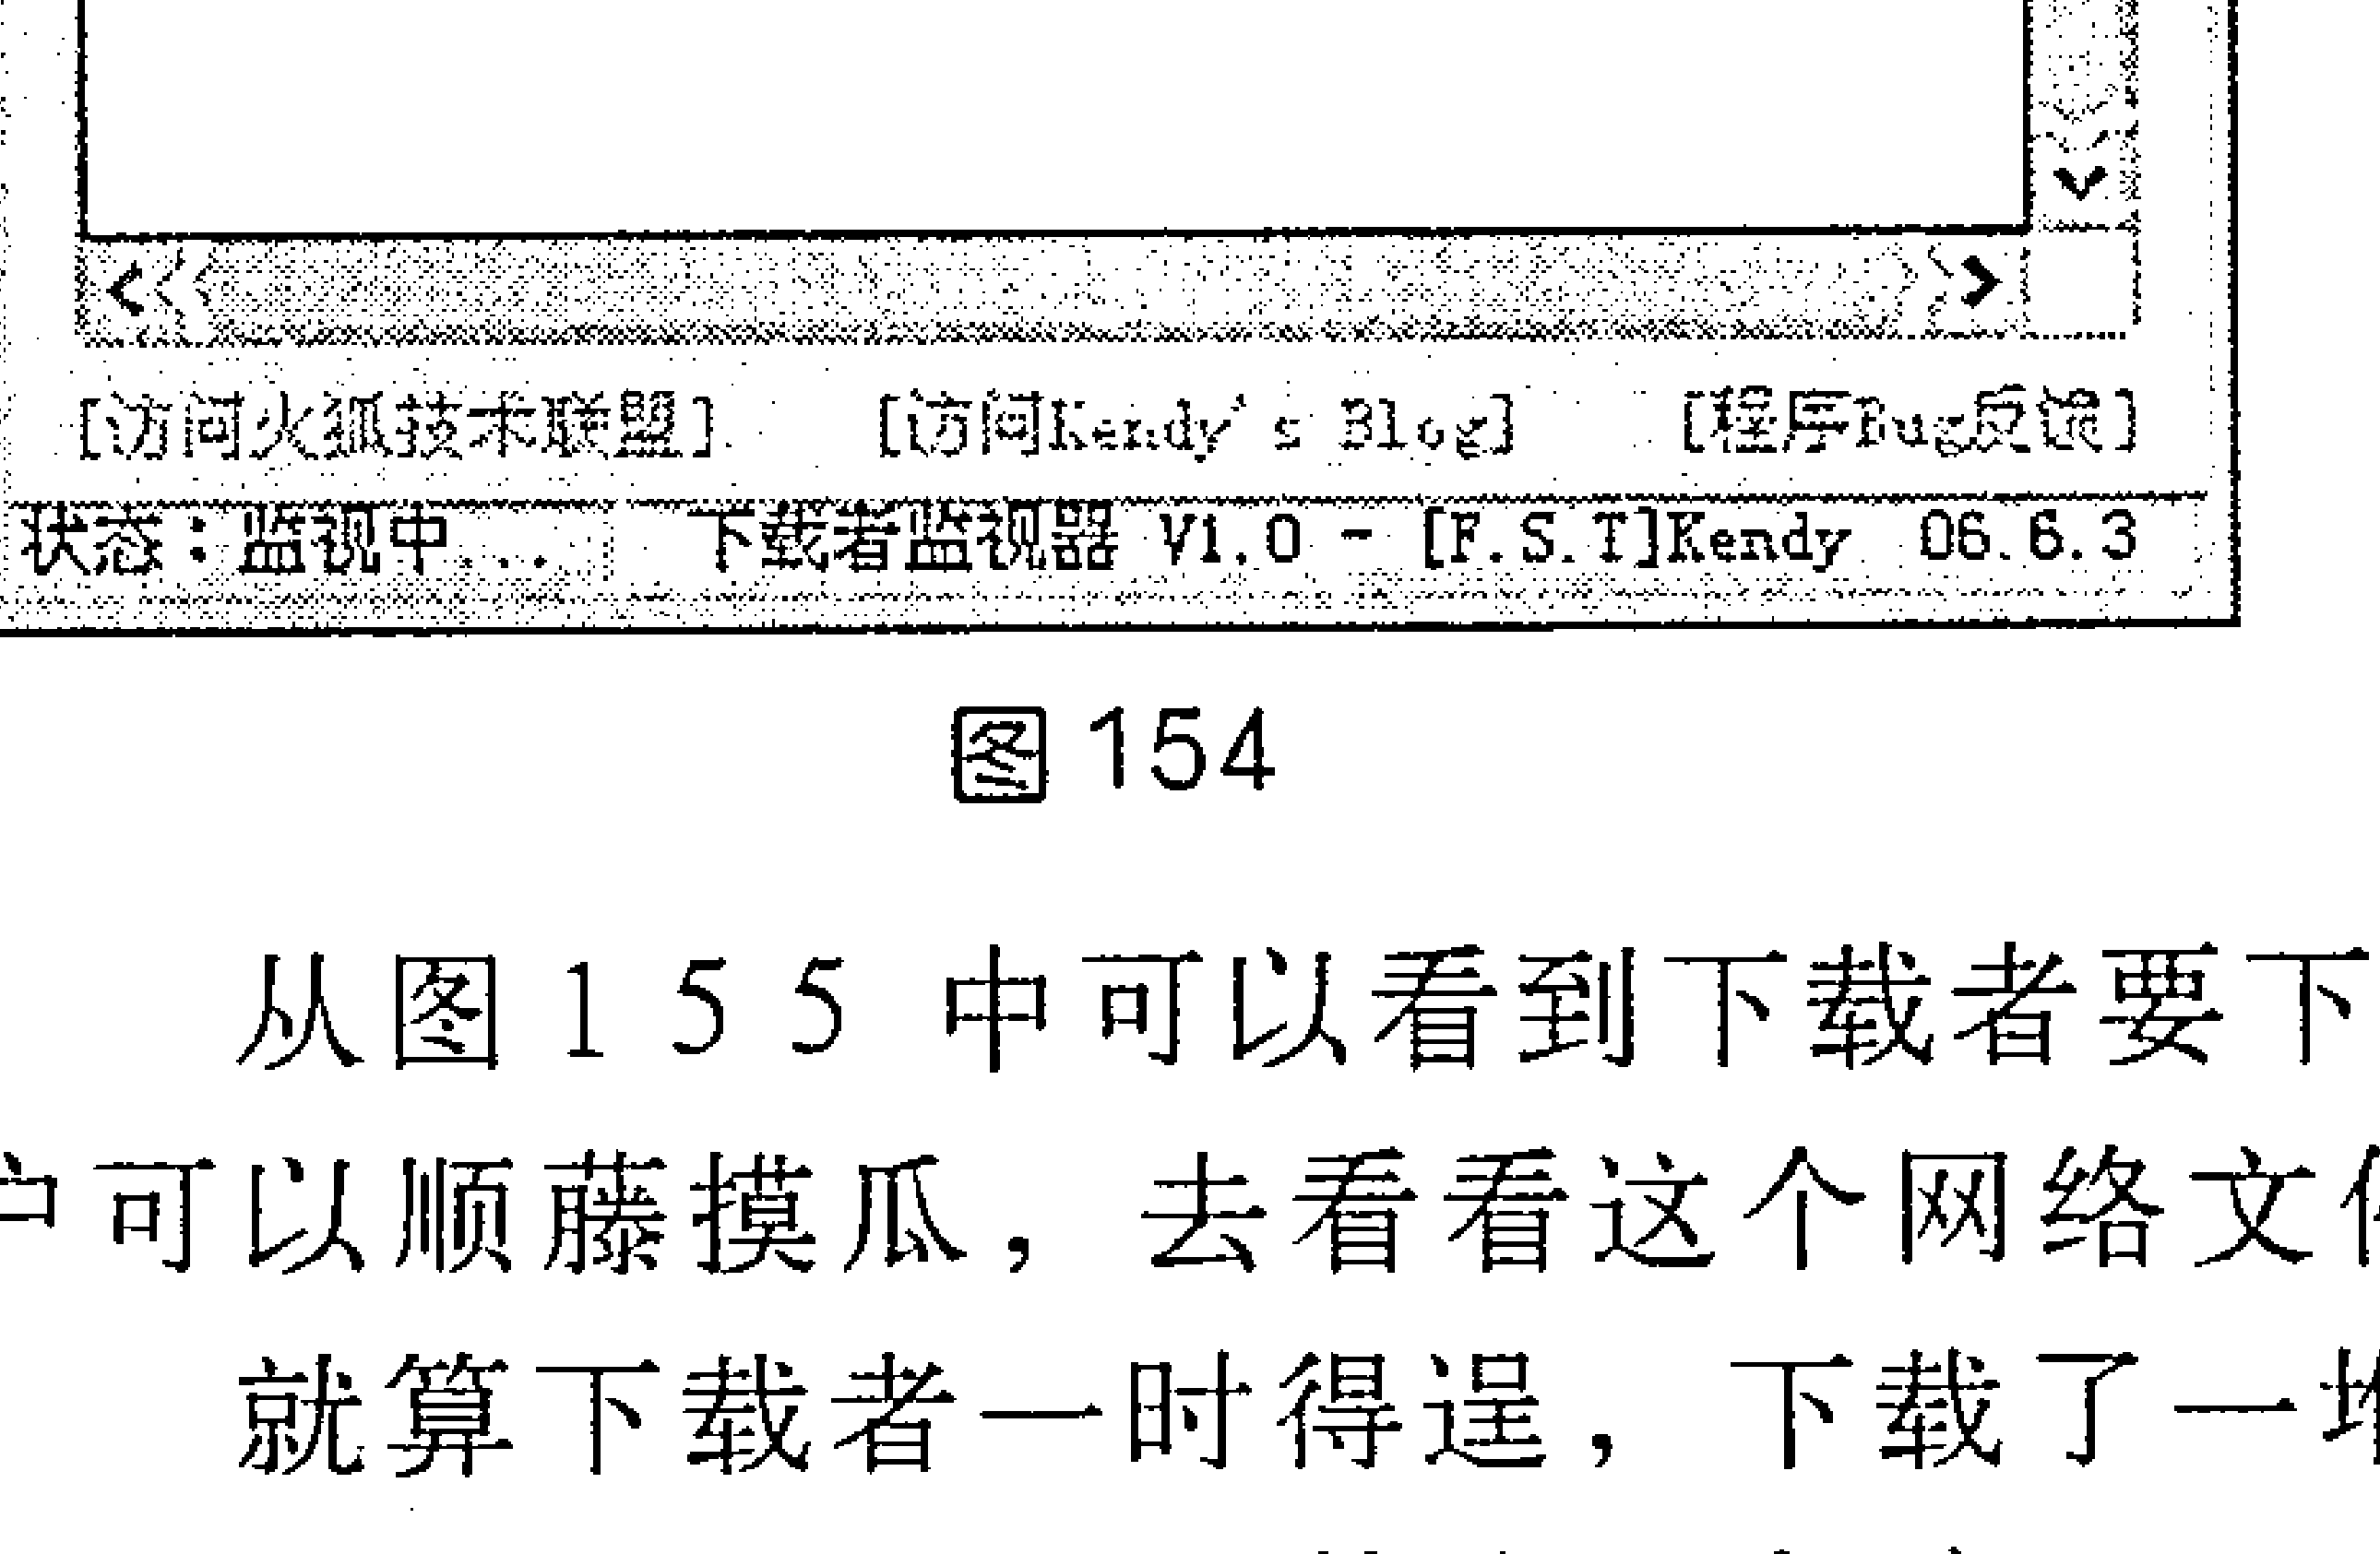 [访问火狐技术联盟] [访问Kendy's Blog] [程序Bug反馈]
状态：监视中... 下载者监视器 V1.0 - [F.S.T]Kendy 06.6.3
图 154
从图 1 5 5 中可以看到下载者要下
户可以顺藤摸瓜，去看看这个网络文
就算下载者一时得逞，下载了一堆